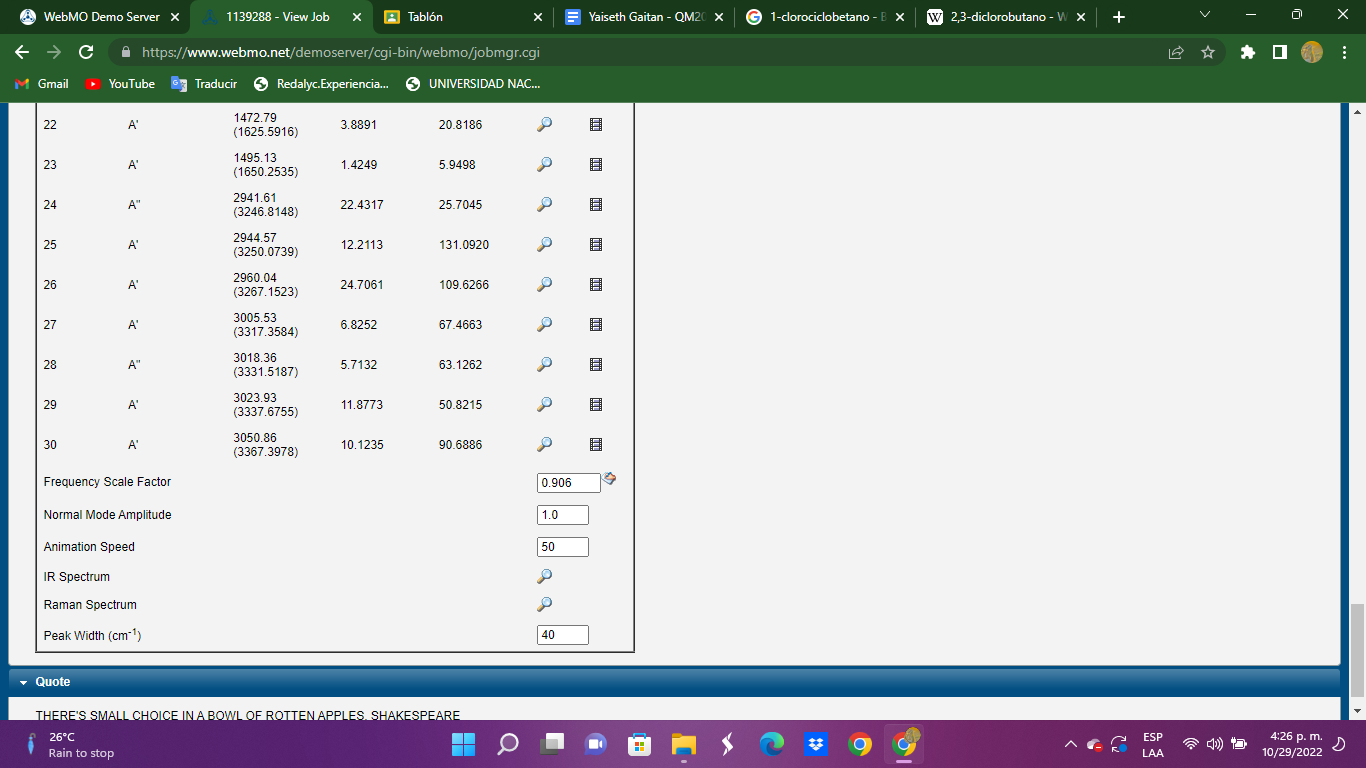 WebMO Demo Server
1139288 - View Job
Tablón
Yaiseth Gaitan - QM20
1-clorociclobetano - B
2,3-diclorobutano - W
https://www.webmo.net/demoserver/cgi-bin/webmo/jobmgr.cgi
Gmail
YouTube
Traducir
Redalyc.Experiencia...
UNIVERSIDAD NAC...
22 A' 1472.79 (1625.5916) 3.8891 20.8186
23 A' 1495.13 (1650.2535) 1.4249 5.9498
24 A" 2941.61 (3246.8148) 22.4317 25.7045
25 A' 2944.57 (3250.0739) 12.2113 131.0920
26 A' 2960.04 (3267.1523) 24.7061 109.6266
27 A' 3005.53 (3317.3584) 6.8252 67.4663
28 A" 3018.36 (3331.5187) 5.7132 63.1262
29 A' 3023.93 (3337.6755) 11.8773 50.8215
30 A' 3050.86 (3367.3978) 10.1235 90.6886
Frequency Scale Factor 0.906
Normal Mode Amplitude 1.0
Animation Speed 50
IR Spectrum
Raman Spectrum
Peak Width (cm-1) 40
Quote
THERE'S SMALL CHOICE IN A BOWL OF ROTTEN APPLES. SHAKESPEARE
26°C
Rain to stop
ESP
LAA
4:26 p. m.
10/29/2022